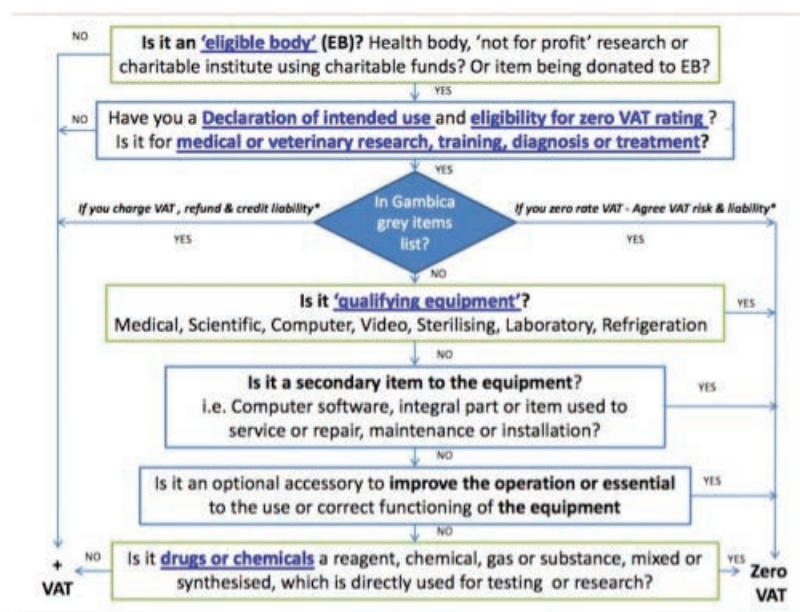 NO
Is it an 'eligible body' (EB)? Health body, 'not for profit' research or
charitable institute using charitable funds? Or item being donated to EB?
YES
NO
Have you a Declaration of intended use and eligibility for zero VAT rating ?
Is it for medical or veterinary research, training, diagnosis or treatment?
YES
If you charge VAT , refund & credit liability*
YES
In Gambica
grey items
list?
If you zero rate VAT - Agree VAT risk & liability*
YES
NO
Is it 'qualifying equipment'?
Medical, Scientific, Computer, Video, Sterilising, Laboratory, Refrigeration
YES
NO
Is it a secondary item to the equipment?
i.e. Computer software, integral part or item used to
service or repair, maintenance or installation?
YES
NO
Is it an optional accessory to improve the operation or essential
to the use or correct functioning of the equipment
YES
NO
Is it drugs or chemicals a reagent, chemical, gas or substance, mixed or
synthesised, which is directly used for testing or research?
NO
+
VAT
YES
Zero
VAT